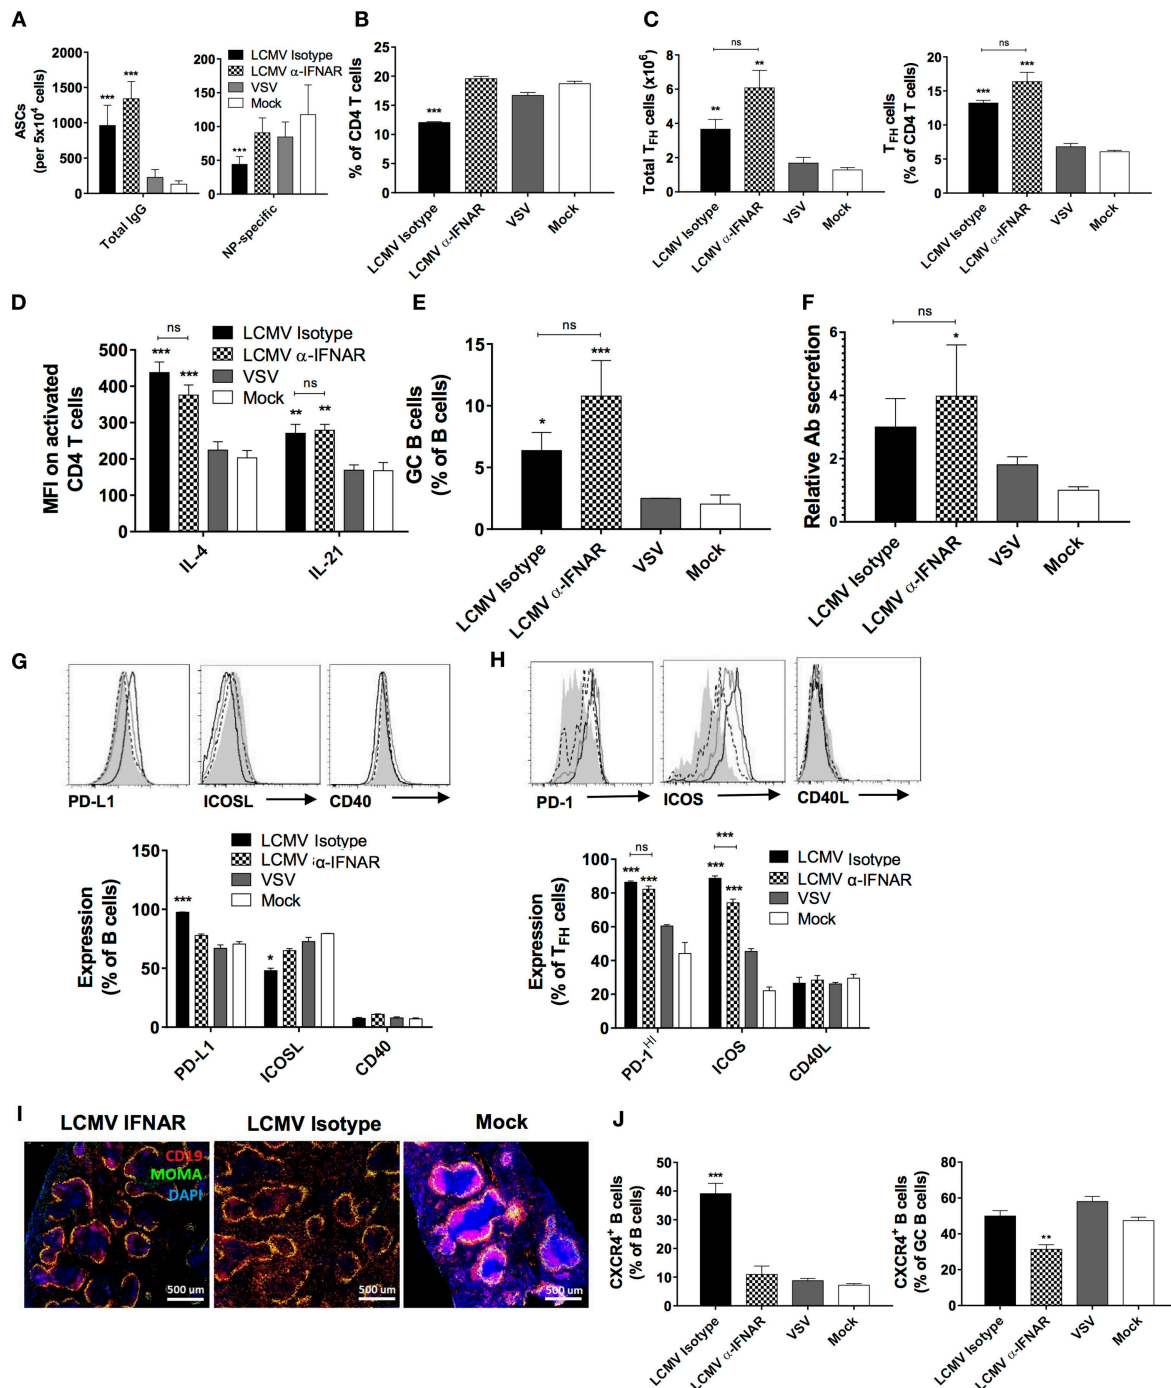 A
ASCs
(per 5x10⁴ cells)
2000
1500
1000
500
0
***
***
Total IgG
200
150
100
50
0
***
NP-specific
LCMV Isotype
LCMV α-IFNAR
VSV
Mock
B
% of CD4 T cells
25
20
15
10
5
0
***
LCMV Isotype
LCMV α-IFNAR
VSV
Mock
C
Total TFH cells (x10⁶)
8
6
4
2
0
ns
**
**
LCMV Isotype
LCMV α-IFNAR
VSV
Mock
TFH
(% of CD4 T cells)
20
15
10
5
0
ns
***
***
LCMV Isotype
LCMV α-IFNAR
VSV
Mock
D
MFI on activated
CD4 T cells
500
400
300
200
100
0
ns
***
***
ns
**
**
IL-4
IL-21
LCMV Isotype
LCMV α-IFNAR
VSV
Mock
E
GC B cells
(% of B cells)
15
10
5
0
ns
*
***
LCMV Isotype
LCMV α-IFNAR
VSV
Mock
F
Relative Ab secretion
6
4
2
0
ns
*
LCMV Isotype
LCMV α-IFNAR
VSV
Mock
G
PD-L1
ICOSL
CD40
Expression
(% of B cells)
150
100
50
0
***
*
PD-L1
ICOSL
CD40
LCMV Isotype
LCMV α-IFNAR
VSV
Mock
H
PD-1
ICOS
CD40L
Expression
(% of TFH cells)
100
80
60
40
20
0
ns
***
***
***
***
***
PD-1 HI
ICOS
CD40L
LCMV Isotype
LCMV α-IFNAR
VSV
Mock
I
LCMV IFNAR
LCMV Isotype
Mock
CD19
MOMA
DAPI
500 um
500 um
500 um
J
CXCR4⁺ B cells
(% of B cells)
50
40
30
20
10
0
***
LCMV Isotype
LCMV α-IFNAR
VSV
Mock
CXCR4⁺ B cells
(% of GC B cells)
80
60
40
20
0
**
LCMV Isotype
LCMV α-IFNAR
VSV
Mock